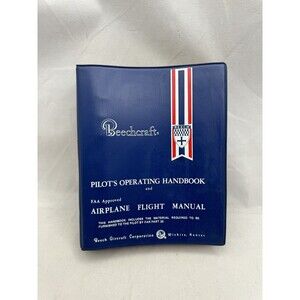 Beechcraft
PILOT'S OPERATING HANDBOOK
and
FAA Approved
AIRPLANE FLIGHT MANUAL
THIS HANDBOOK INCLUDES THE MATERIAL REQUIRED TO BE
FURNISHED TO THE PILOT BY FAR PART 23
Beech Aircraft Corporation Wichita, Kansas